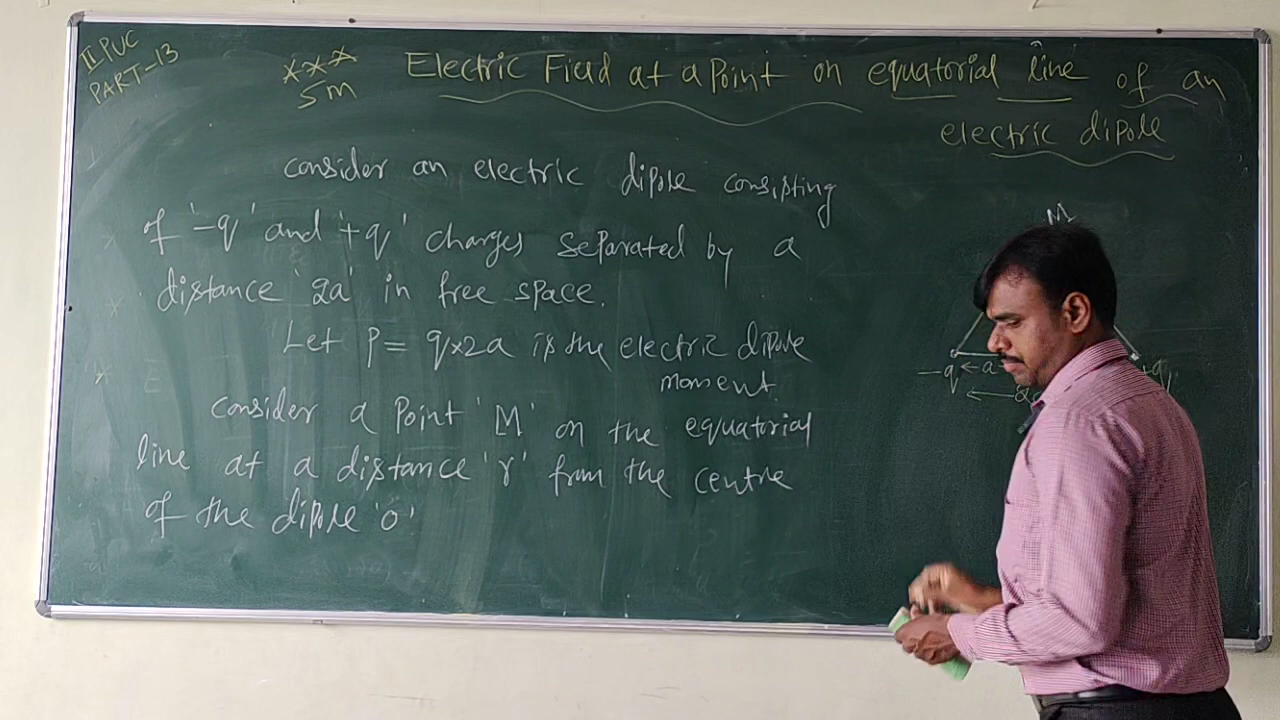 II PUC
PART-13
***
5m
Electric Field at a Point on equatorial line of an
electric dipole
consider an electric dipole consisting
of '-q' and '+q' charges separated by a
distance '2a' in free space.
Let P = q×2a is the electric dipole
moment.
consider a Point 'M' on the equatorial
line at a distance 'r' from the centre
of the dipole 'o'
M
-q ← a
+q
← 2a